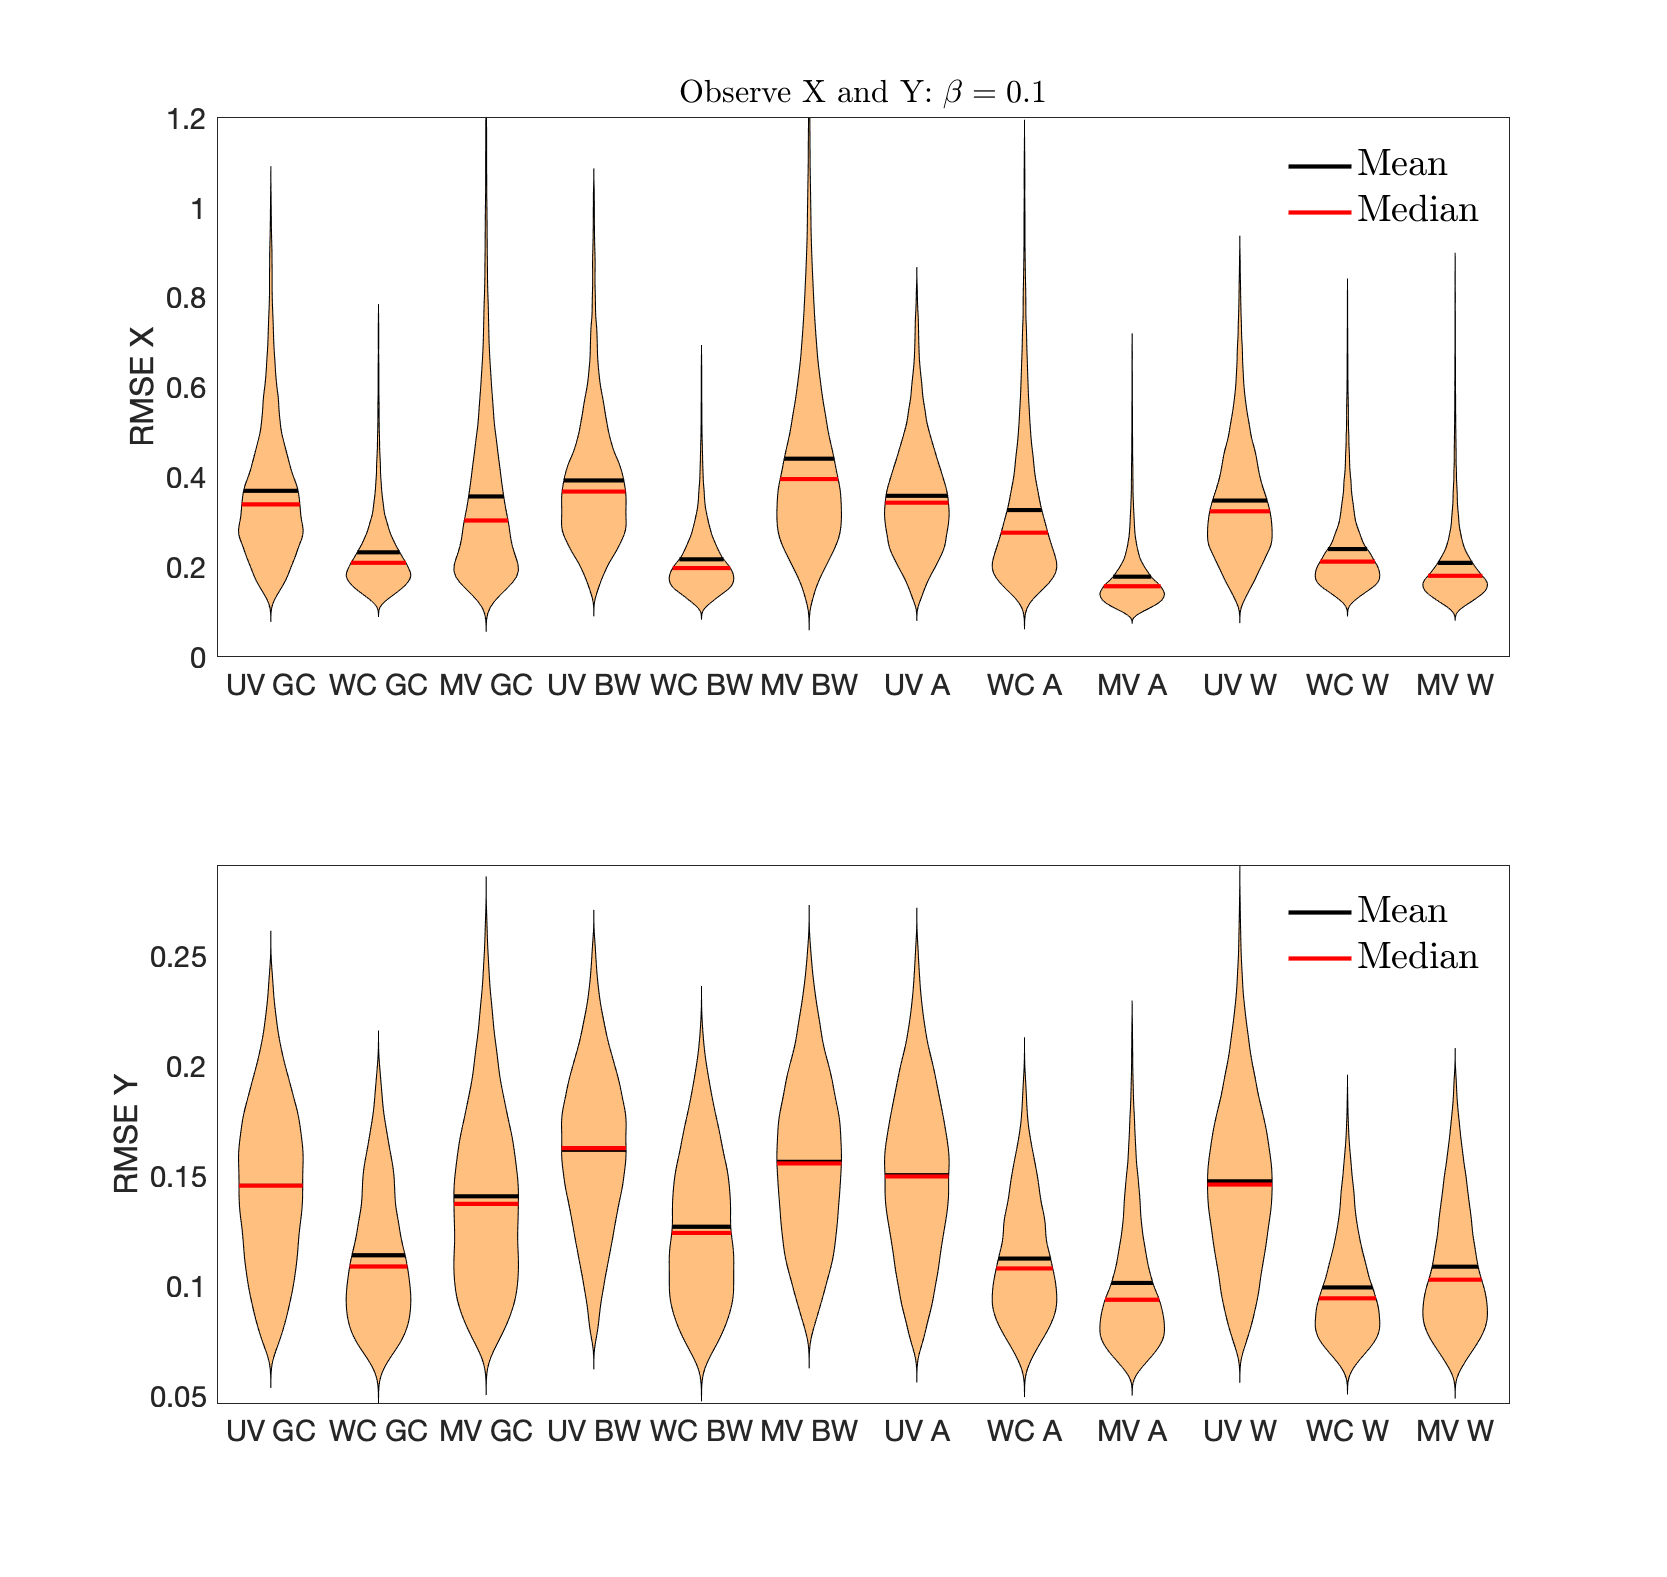 Observe X and Y: β = 0.1
1.2
1
0.8
0.6
0.4
0.2
0
RMSE X
Mean
Median
UV GC WC GC MV GC UV BW WC BW MV BW UV A WC A MV A UV W WC W MV W
0.25
0.2
0.15
0.1
0.05
RMSE Y
Mean
Median
UV GC WC GC MV GC UV BW WC BW MV BW UV A WC A MV A UV W WC W MV W